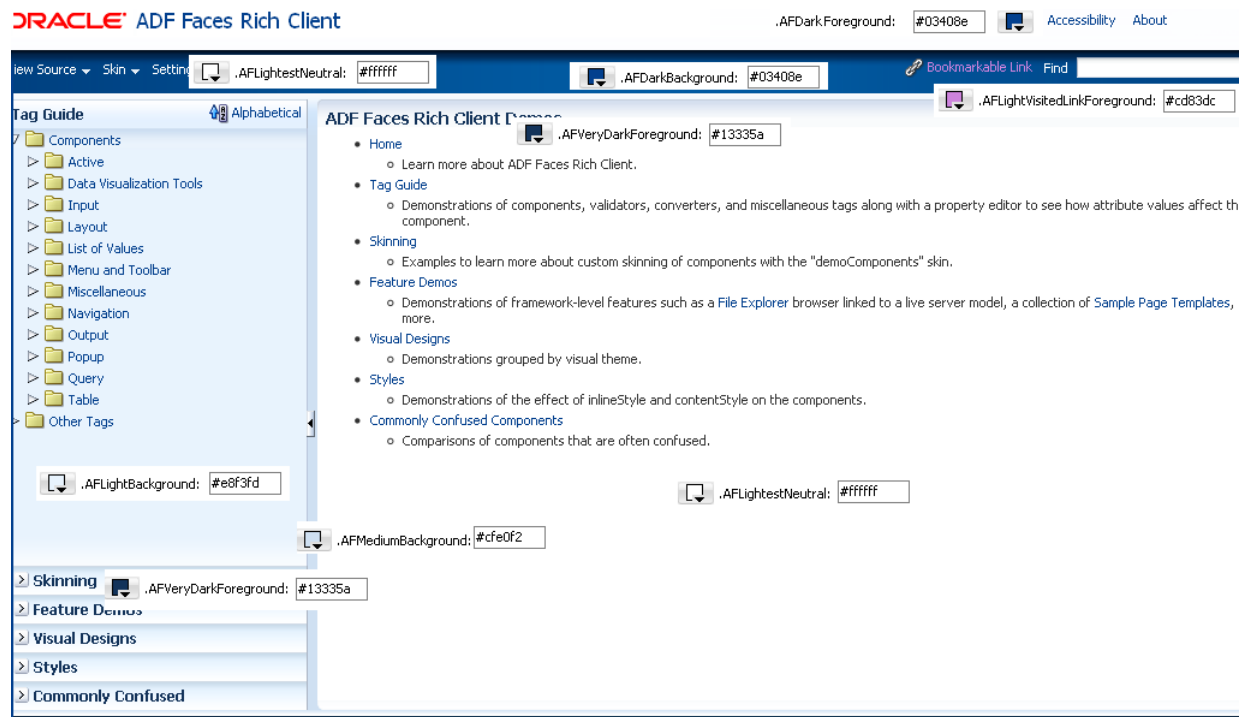 ORACLE ADF Faces Rich Client
.AFDarkForeground: #03408e Accessibility About
iew Source Skin Setting .AFLightestNeutral: #ffffff .AFDarkBackground: #03408e Bookmarkable Link Find
.AFLightVisitedLinkForeground: #cd83dc
Tag Guide Alphabetical
Components
Active
Data Visualization Tools
Input
Layout
List of Values
Menu and Toolbar
Miscellaneous
Navigation
Output
Popup
Query
Table
Other Tags
.AFLightBackground: #e8f3fd
.AFMediumBackground: #cfe0f2
Skinning .AFVeryDarkForeground: #13335a
Feature Demos
Visual Designs
Styles
Commonly Confused
ADF Faces Rich Client Demos
.AFVeryDarkForeground: #13335a
• Home
o Learn more about ADF Faces Rich Client.
• Tag Guide
o Demonstrations of components, validators, converters, and miscellaneous tags along with a property editor to see how attribute values affect th
component.
• Skinning
o Examples to learn more about custom skinning of components with the "demoComponents" skin.
• Feature Demos
o Demonstrations of framework-level features such as a File Explorer browser linked to a live server model, a collection of Sample Page Templates,
more.
• Visual Designs
o Demonstrations grouped by visual theme.
• Styles
o Demonstrations of the effect of inlineStyle and contentStyle on the components.
• Commonly Confused Components
o Comparisons of components that are often confused.
.AFLightestNeutral: #ffffff